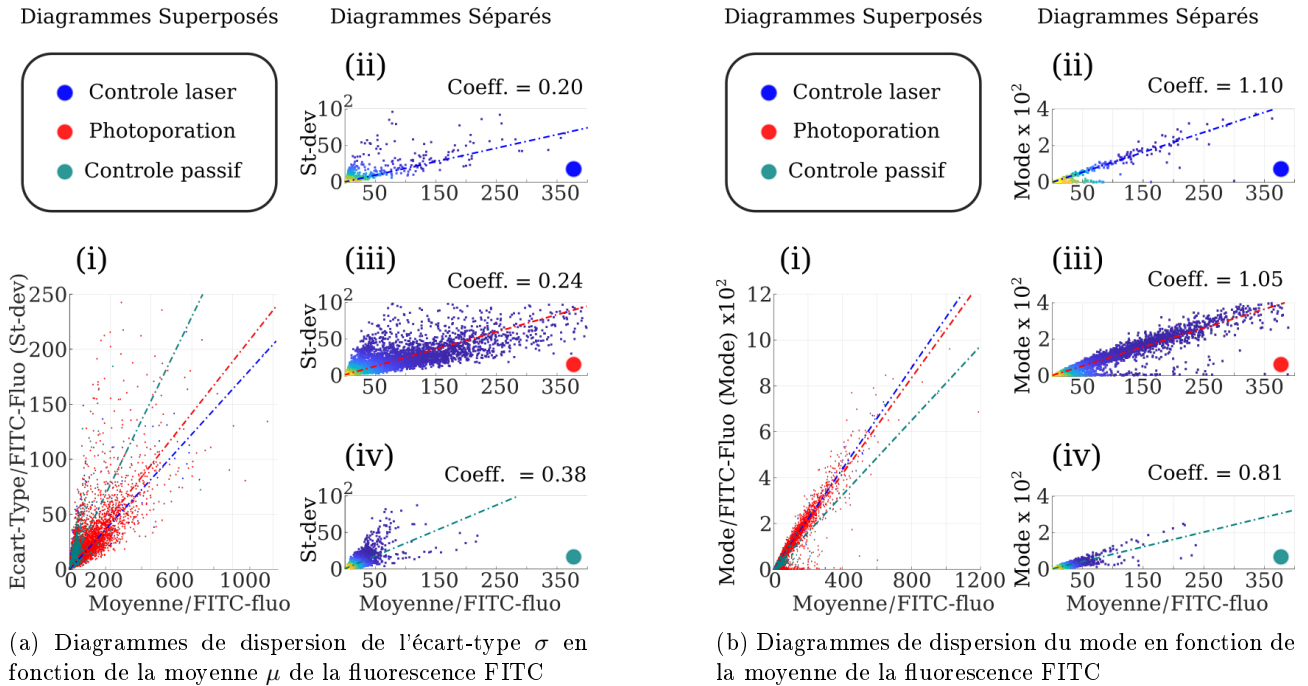 Diagrammes Superposés
Diagrammes Séparés
Controle laser
Photoporation
Controle passif
(ii)
Coeff. = 0.20
10²
50
0
St-dev
50
150
250
376
(i)
250
200
150
100
50
0
Ecart-Type/FITC-Fluo (St-dev)
0
200
600
1000
Moyenne/FITC-fluo
(iii)
Coeff. = 0.24
10²
50
0
St-dev
50
150
250
376
(iv)
Coeff. = 0.38
10²
50
0
St-dev
50
150
250
376
Moyenne/FITC-fluo
(a) Diagrammes de dispersion de l'écart-type σ en
fonction de la moyenne μ de la fluorescence FITC
Diagrammes Superposés
Diagrammes Séparés
Controle laser
Photoporation
Controle passif
(ii)
Coeff. = 1.10
4
2
0
Mode x 10²
50
150
250
376
(i)
12
10
8
6
4
2
0
Mode/FITC-Fluo (Mode) x10²
0
400
800
1200
Moyenne/FITC-fluo
(iii)
Coeff. = 1.05
4
2
0
Mode x 10²
50
150
250
376
(iv)
Coeff. = 0.81
4
2
0
Mode x 10²
50
150
250
376
Moyenne/FITC-fluo
(b) Diagrammes de dispersion du mode en fonction de
la moyenne de la fluorescence FITC